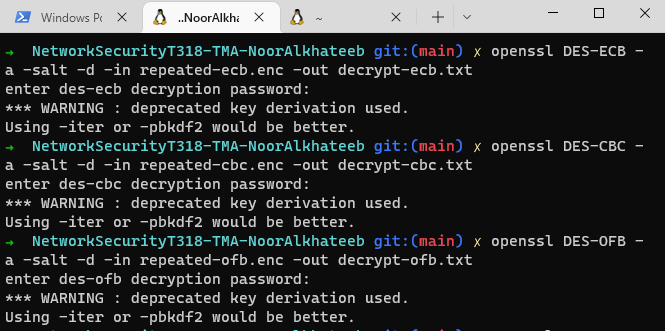 Windows Po
..NoorAlkha
~
➜ NetworkSecurityT318-TMA-NoorAlkhateeb git:(main) ✗ openssl DES-ECB -
a -salt -d -in repeated-ecb.enc -out decrypt-ecb.txt
enter des-ecb decryption password:
*** WARNING : deprecated key derivation used.
Using -iter or -pbkdf2 would be better.
➜ NetworkSecurityT318-TMA-NoorAlkhateeb git:(main) ✗ openssl DES-CBC -
a -salt -d -in repeated-cbc.enc -out decrypt-cbc.txt
enter des-cbc decryption password:
*** WARNING : deprecated key derivation used.
Using -iter or -pbkdf2 would be better.
➜ NetworkSecurityT318-TMA-NoorAlkhateeb git:(main) ✗ openssl DES-OFB -
a -salt -d -in repeated-ofb.enc -out decrypt-ofb.txt
enter des-ofb decryption password:
*** WARNING : deprecated key derivation used.
Using -iter or -pbkdf2 would be better.